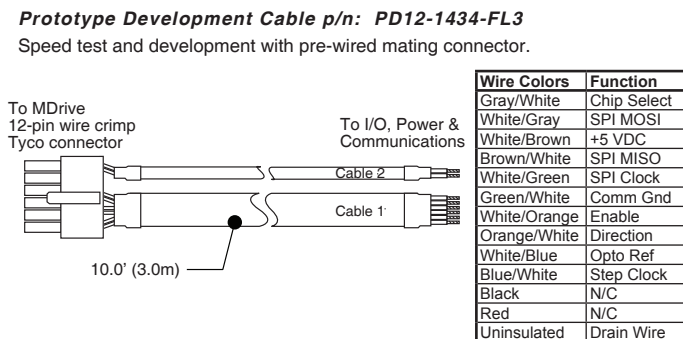 Prototype Development Cable p/n: PD12-1434-FL3
Speed test and development with pre-wired mating connector.
To MDrive
12-pin wire crimp
Tyco connector
To I/O, Power &
Communications
Cable 2
Cable 1
10.0' (3.0m)
Wire Colors Function
Gray/White Chip Select
White/Gray SPI MOSI
White/Brown +5 VDC
Brown/White SPI MISO
White/Green SPI Clock
Green/White Comm Gnd
White/Orange Enable
Orange/White Direction
White/Blue Opto Ref
Blue/White Step Clock
Black N/C
Red N/C
Uninsulated Drain Wire